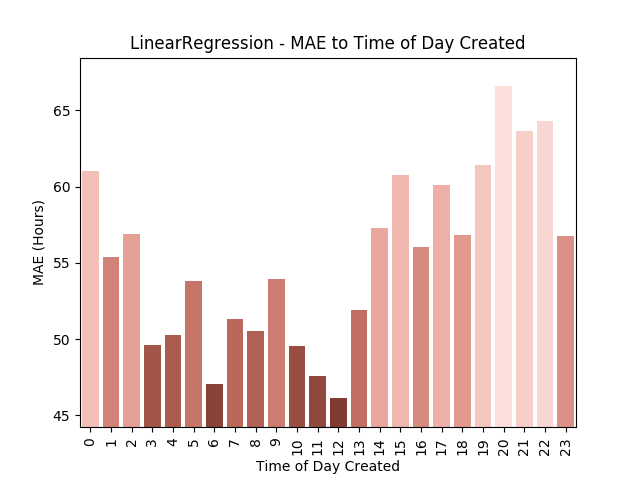 LinearRegression - MAE to Time of Day Created
MAE (Hours)
65
60
55
50
45
0 1 2 3 4 5 6 7 8 9 10 11 12 13 14 15 16 17 18 19 20 21 22 23
Time of Day Created